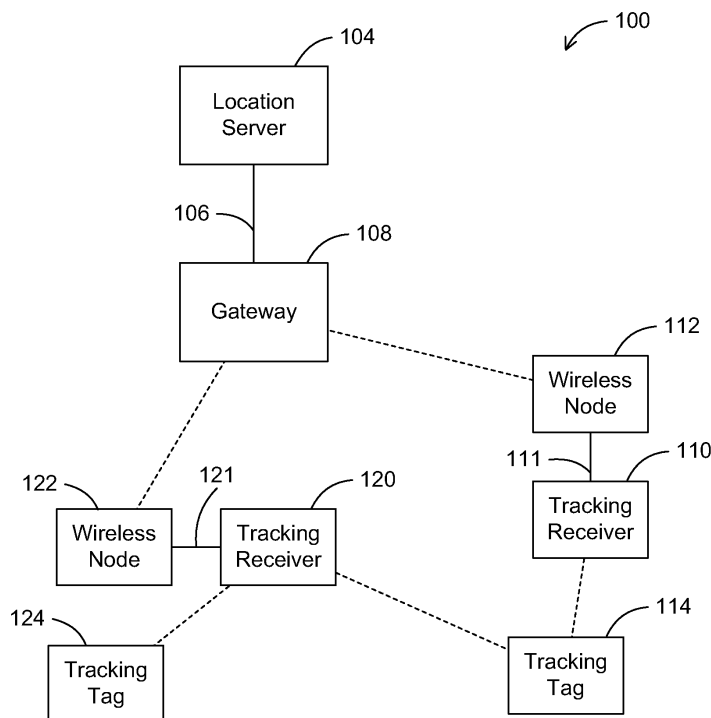 100
104
Location
Server
106
108
Gateway
112
Wireless
Node
111
110
Tracking
Receiver
122
121
120
Wireless
Node
Tracking
Receiver
124
Tracking
Tag
114
Tracking
Tag